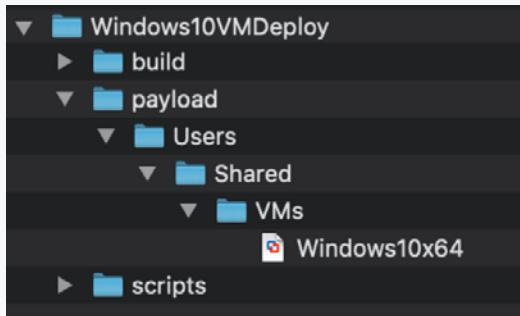 Windows10VMDeploy
build
payload
Users
Shared
VMs
Windows10x64
scripts